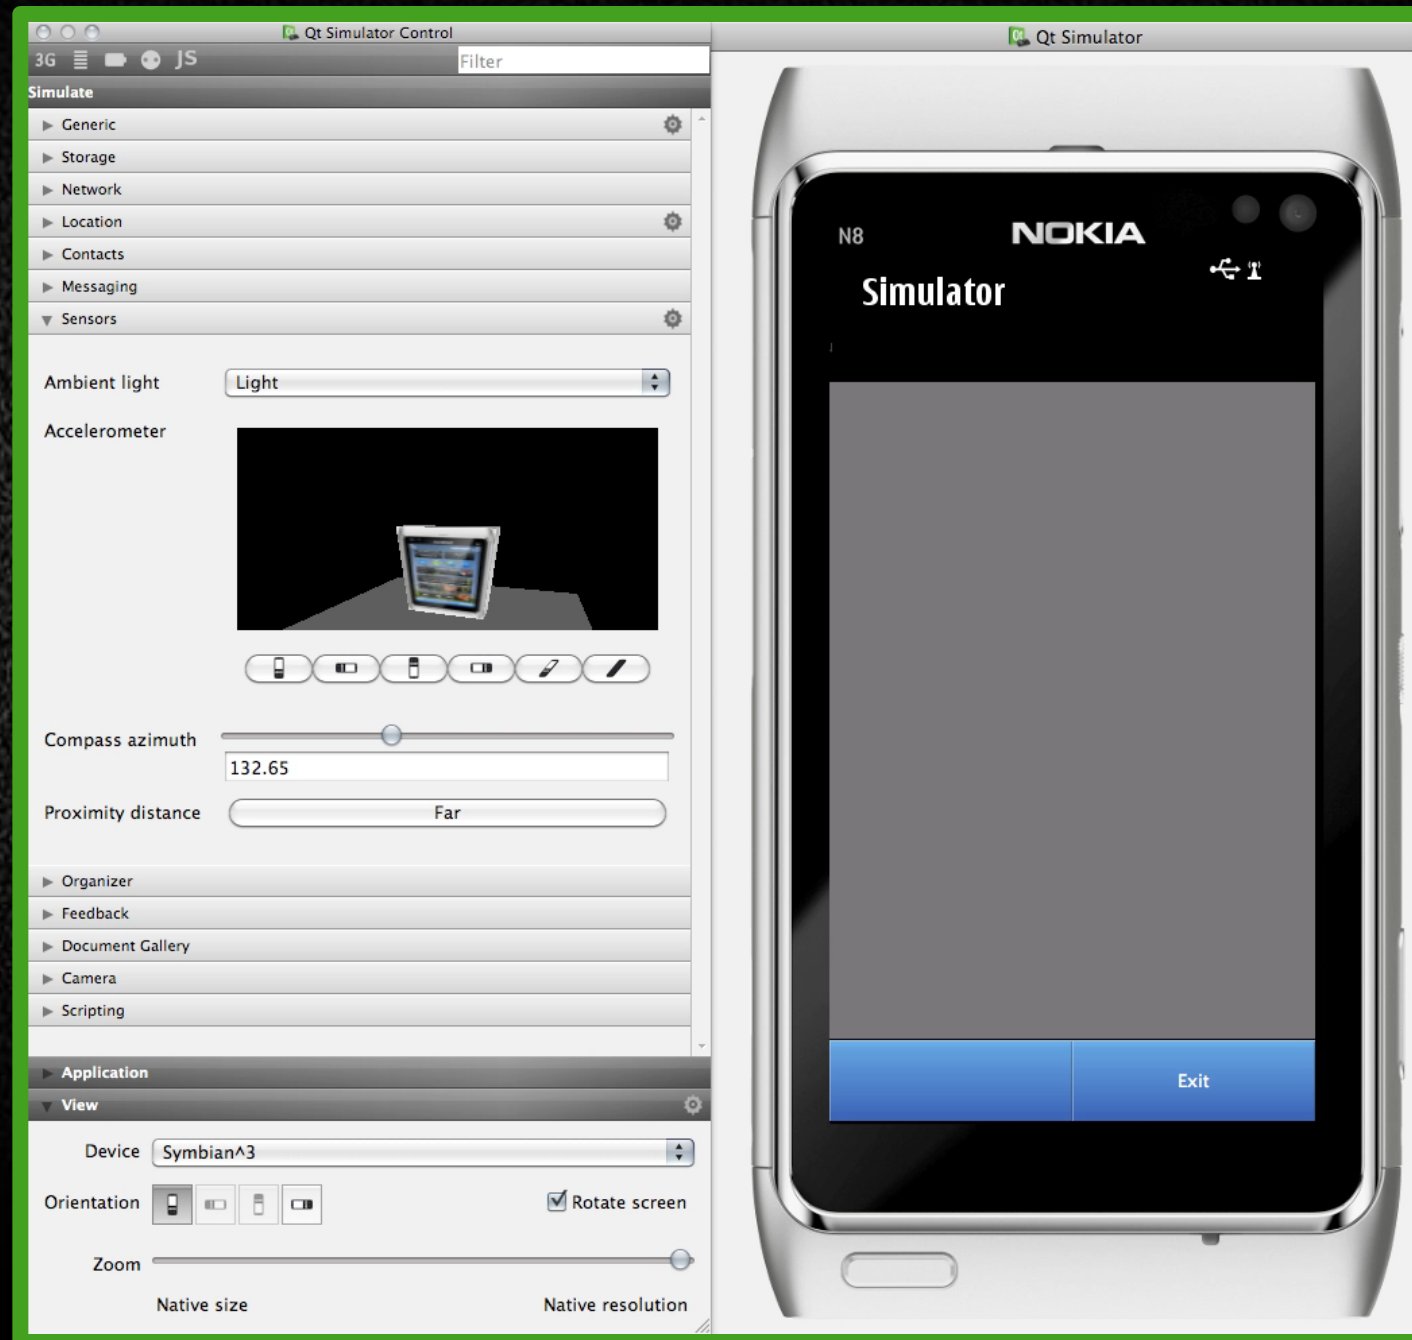 Qt Simulator Control
3G JS Filter
Simulate
Generic
Storage
Network
Location
Contacts
Messaging
Sensors
Ambient light Light
Accelerometer
Compass azimuth
132.65
Proximity distance Far
Organizer
Feedback
Document Gallery
Camera
Scripting
Application
View
Device Symbian^3
Orientation Rotate screen
Zoom
Native size Native resolution
Qt Simulator
N8 NOKIA
Simulator
Exit